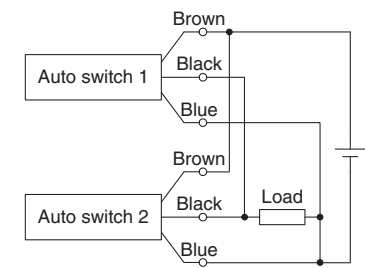 Brown
Auto switch 1
Black
Blue
Brown
Auto switch 2
Black
Load
Blue